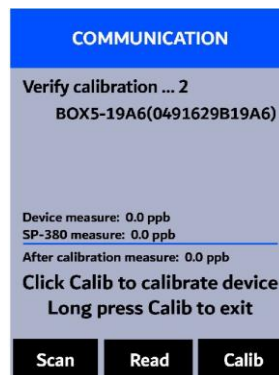 COMMUNICATION
Verify calibration ... 2
BOX5-19A6(0491629B19A6)
Device measure: 0.0 ppb
SP-380 measure: 0.0 ppb
After calibration measure: 0.0 ppb
Click Calib to calibrate device
Long press Calib to exit
Scan Read Calib